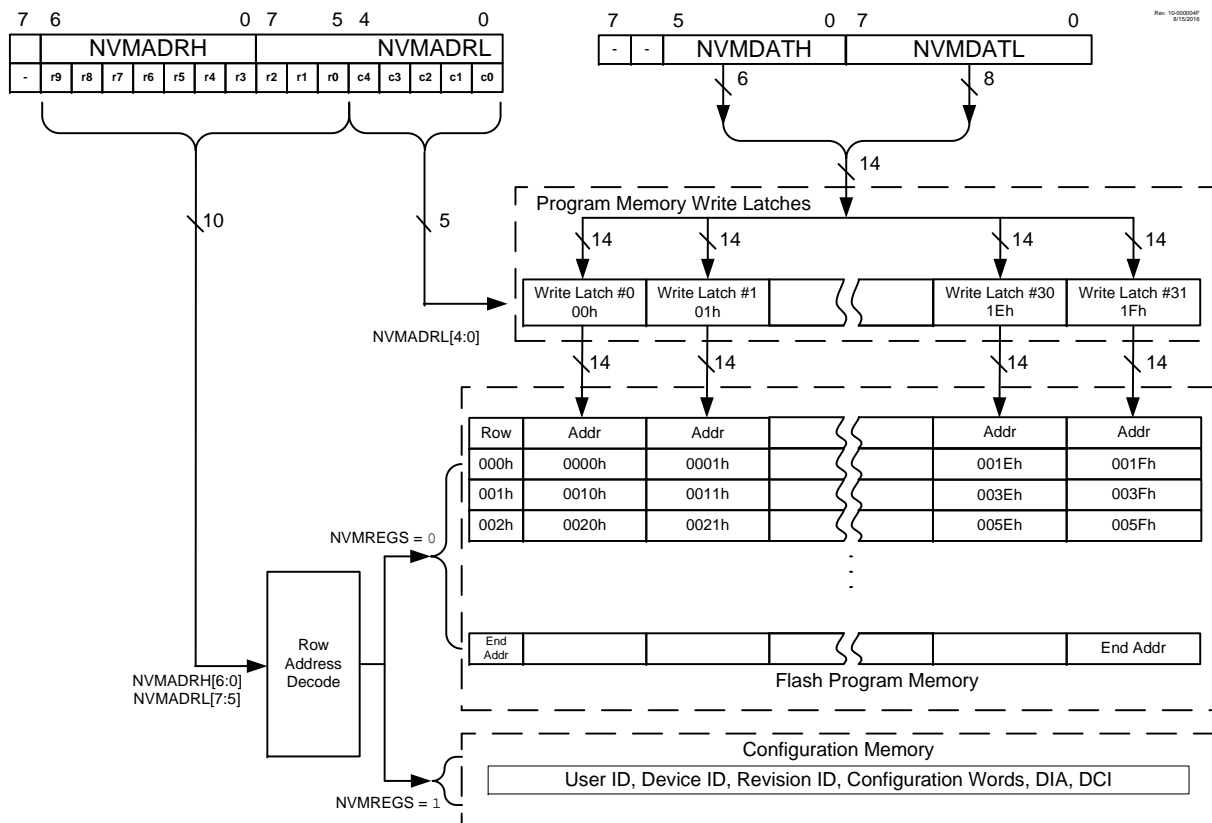 Rev. 10-000004F
8/15/2016
7 6 0 7 5 4 0
NVMADRH NVMADRL
- r9 r8 r7 r6 r5 r4 r3 r2 r1 r0 c4 c3 c2 c1 c0
7 5 0 7 0
- - NVMDATH NVMDATL
6 8
14
10 5
Program Memory Write Latches
14 14 14 14
Write Latch #0 Write Latch #1 Write Latch #30 Write Latch #31
00h 01h 1Eh 1Fh
NVMADRL[4:0]
14 14 14 14
Row Addr Addr Addr Addr
000h 0000h 0001h 001Eh 001Fh
001h 0010h 0011h 003Eh 003Fh
002h 0020h 0021h 005Eh 005Fh
NVMREGS = 0
End
Addr
End Addr
Row
Address
Decode
NVMADRH[6:0]
NVMADRL[7:5]
Flash Program Memory
Configuration Memory
User ID, Device ID, Revision ID, Configuration Words, DIA, DCI
NVMREGS = 1